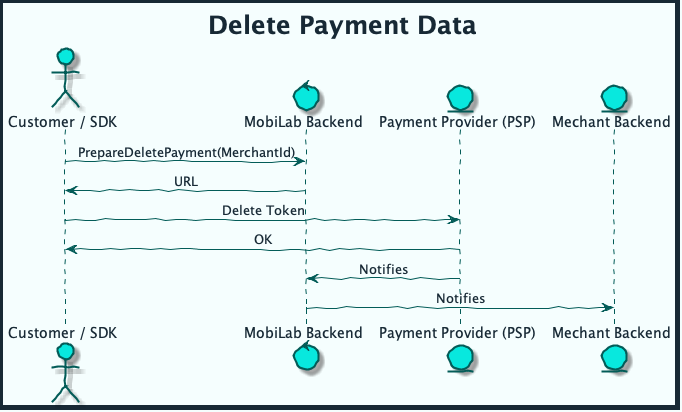 Delete Payment Data
Customer / SDK
MobiLab Backend
Payment Provider (PSP)
Mechant Backend
PrepareDeletePayment(MerchantId)
URL
Delete Token
OK
Notifies
Notifies
Customer / SDK
MobiLab Backend
Payment Provider (PSP)
Mechant Backend